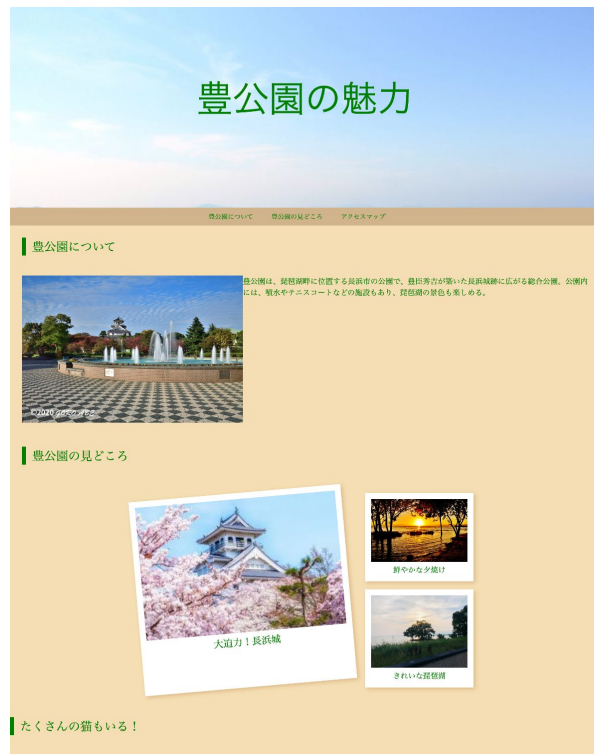 豊公園の魅力
豊公園について 豊公園の見どころ アクセスマップ
豊公園について
豊公園は、琵琶湖畔に位置する長浜市の公園で、豊臣秀吉が築いた長浜城跡に広がる総合公園。公園内
には、噴水やテニスコートなどの施設もあり、琵琶湖の景色も楽しめる。
©2020
豊公園の見どころ
大迫力！長浜城
鮮やかな夕焼け
きれいな琵琶湖
たくさんの猫もいる！